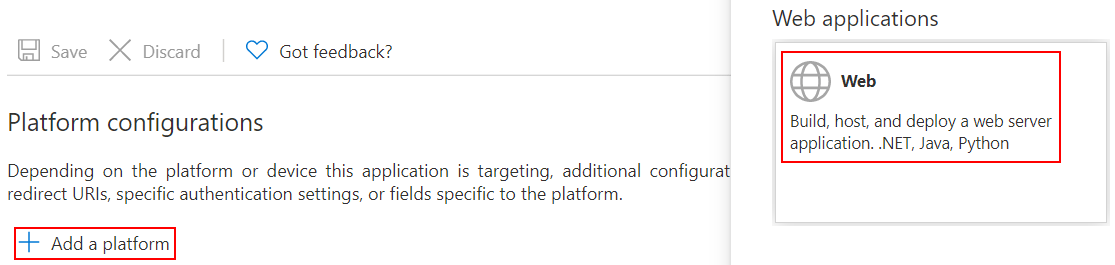 Save
Discard
Got feedback?
Platform configurations
Depending on the platform or device this application is targeting, additional configurat
redirect URIs, specific authentication settings, or fields specific to the platform.
Add a platform
Web applications
Web
Build, host, and deploy a web server
application. .NET, Java, Python